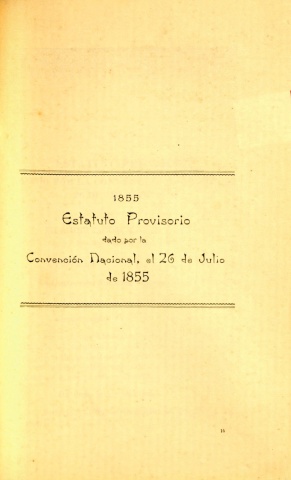 1855
Estatuto Provisorio
dado por la
Convención Nacional, el 26 de Julio
de 1855